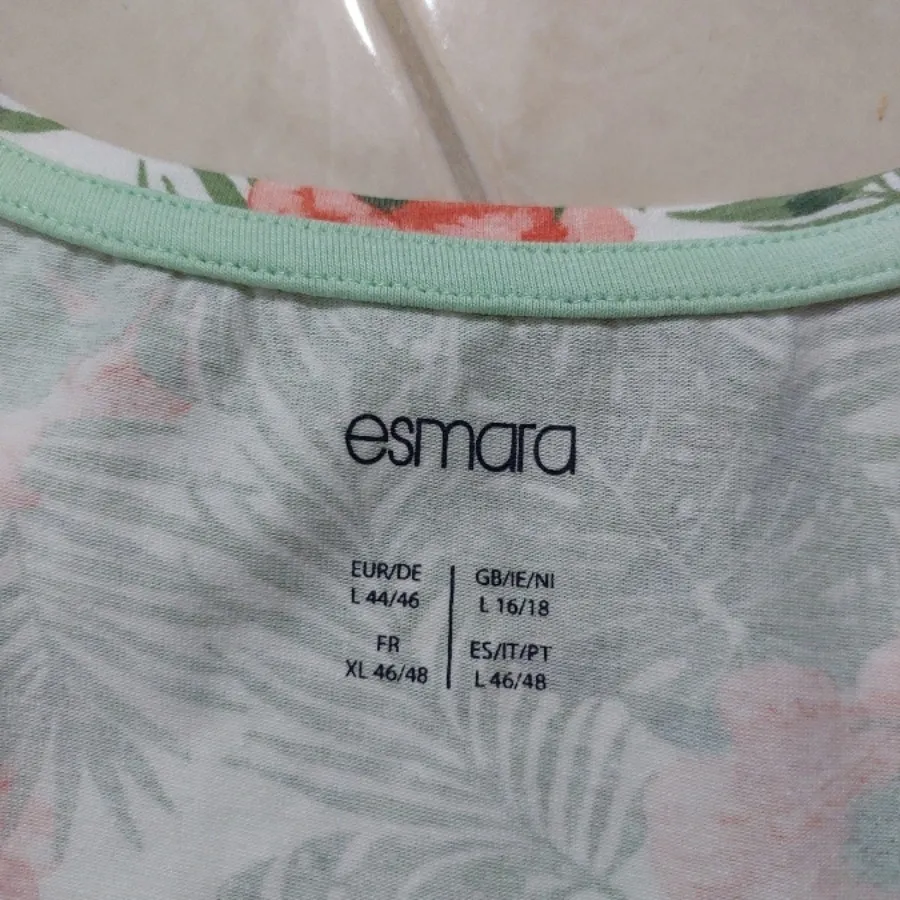 esmara
EUR/DE
L 44/46
FR
XL 46/48
GB/IE/NI
L 16/18
ES/IT/PT
L 46/48